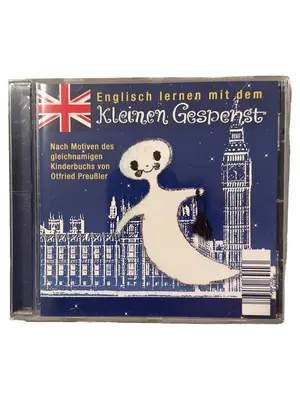 Englisch lernen mit dem
Kleinen Gespenst
Nach Motiven des
gleichnamigen
Kinderbuchs von
Otfried Preußler